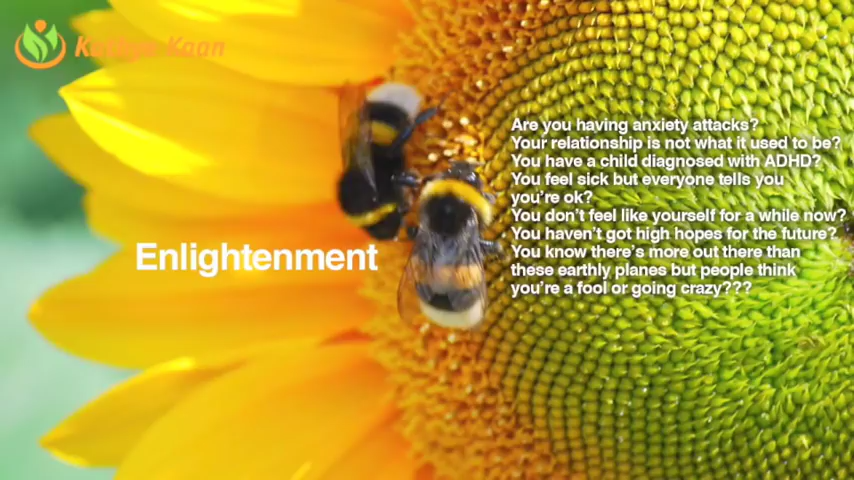 Kaan
Enlightenment
Are you having anxiety attacks?
Your relationship is not what it used to be?
You have a child diagnosed with ADHD?
You feel sick but everyone tells you
you're ok?
You don't feel like yourself for a while now?
You haven't got high hopes for the future?
You know there's more out there than
these earthly planes but people think
you're a fool or going crazy???